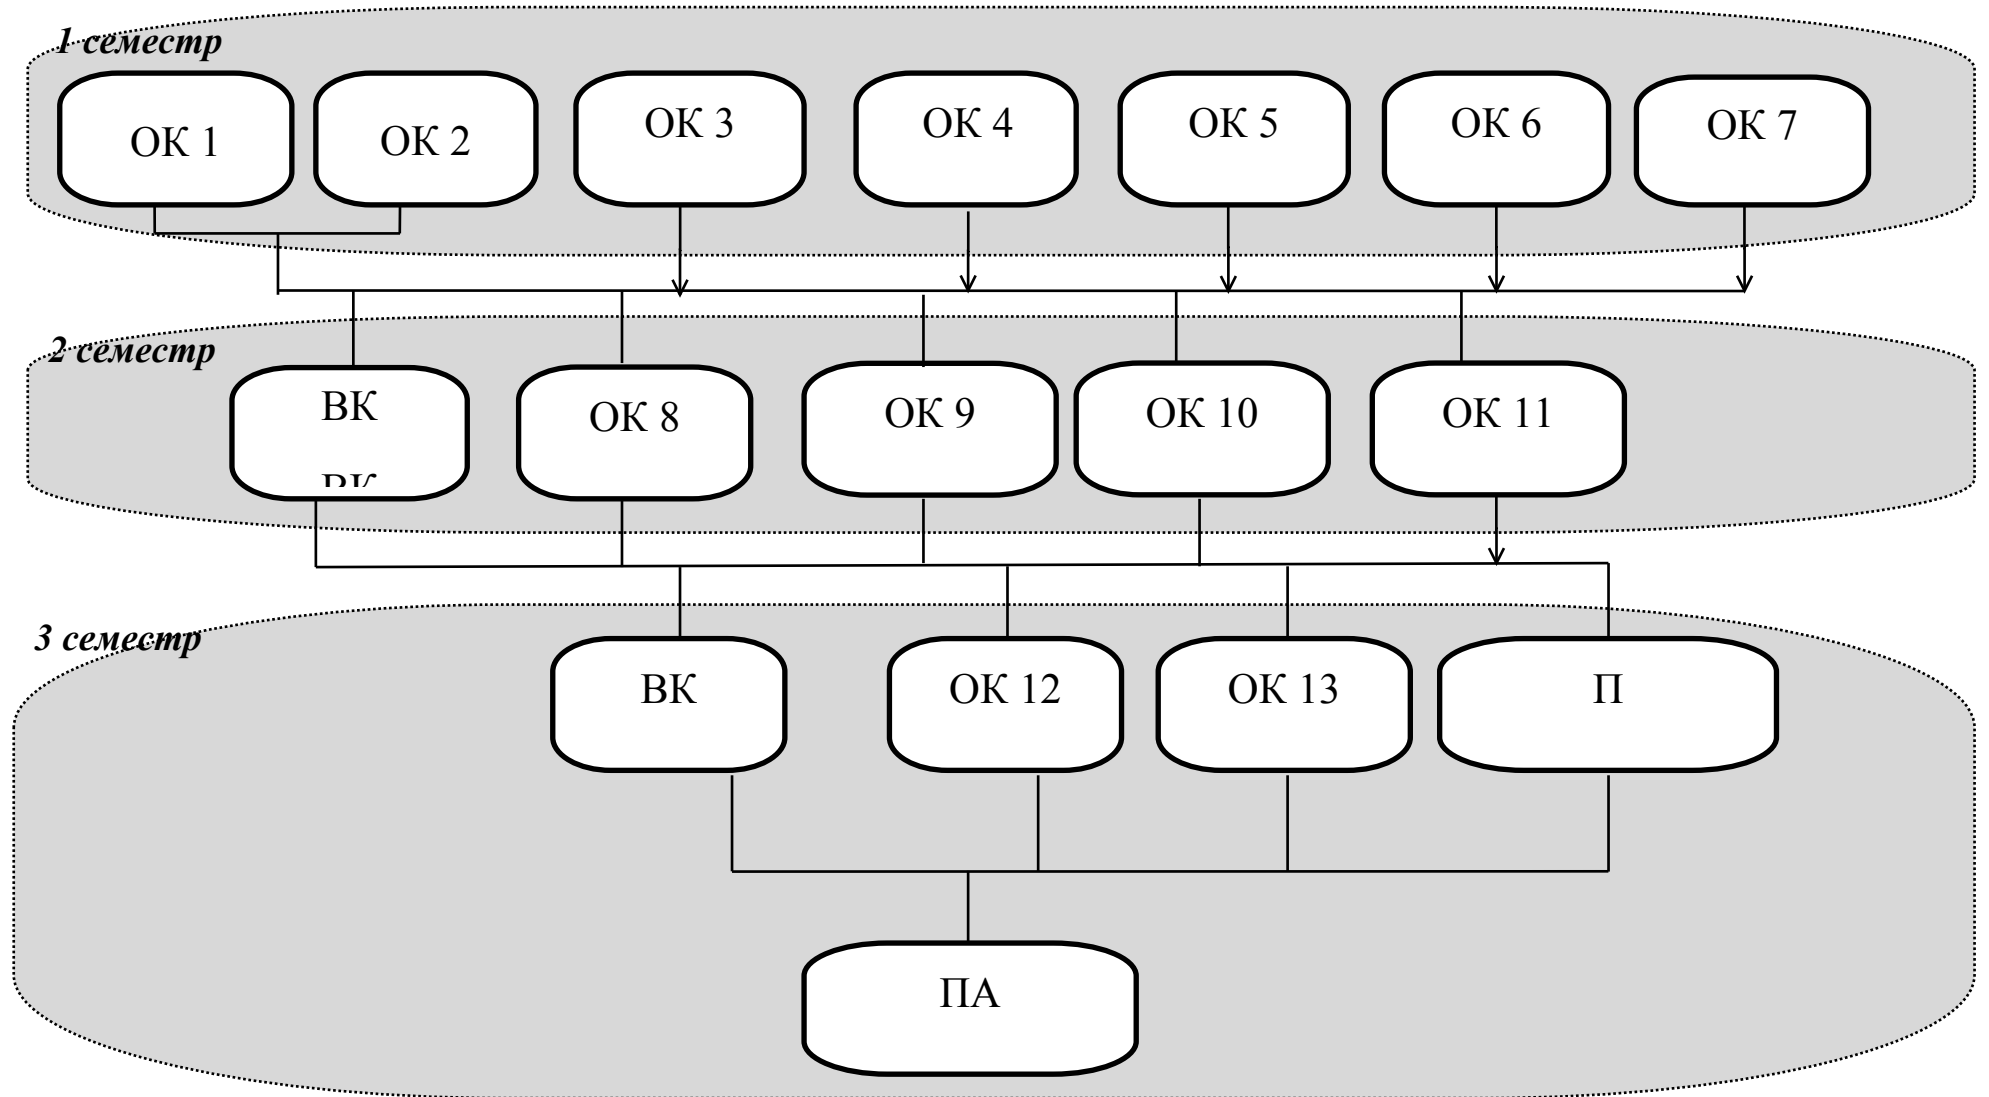 1 семестр
ОК 1
ОК 2
ОК 3
ОК 4
ОК 5
ОК 6
ОК 7
2 семестр
ВК
ВК
ОК 8
ОК 9
ОК 10
ОК 11
3 семестр
ВК
ОК 12
ОК 13
П
ПА